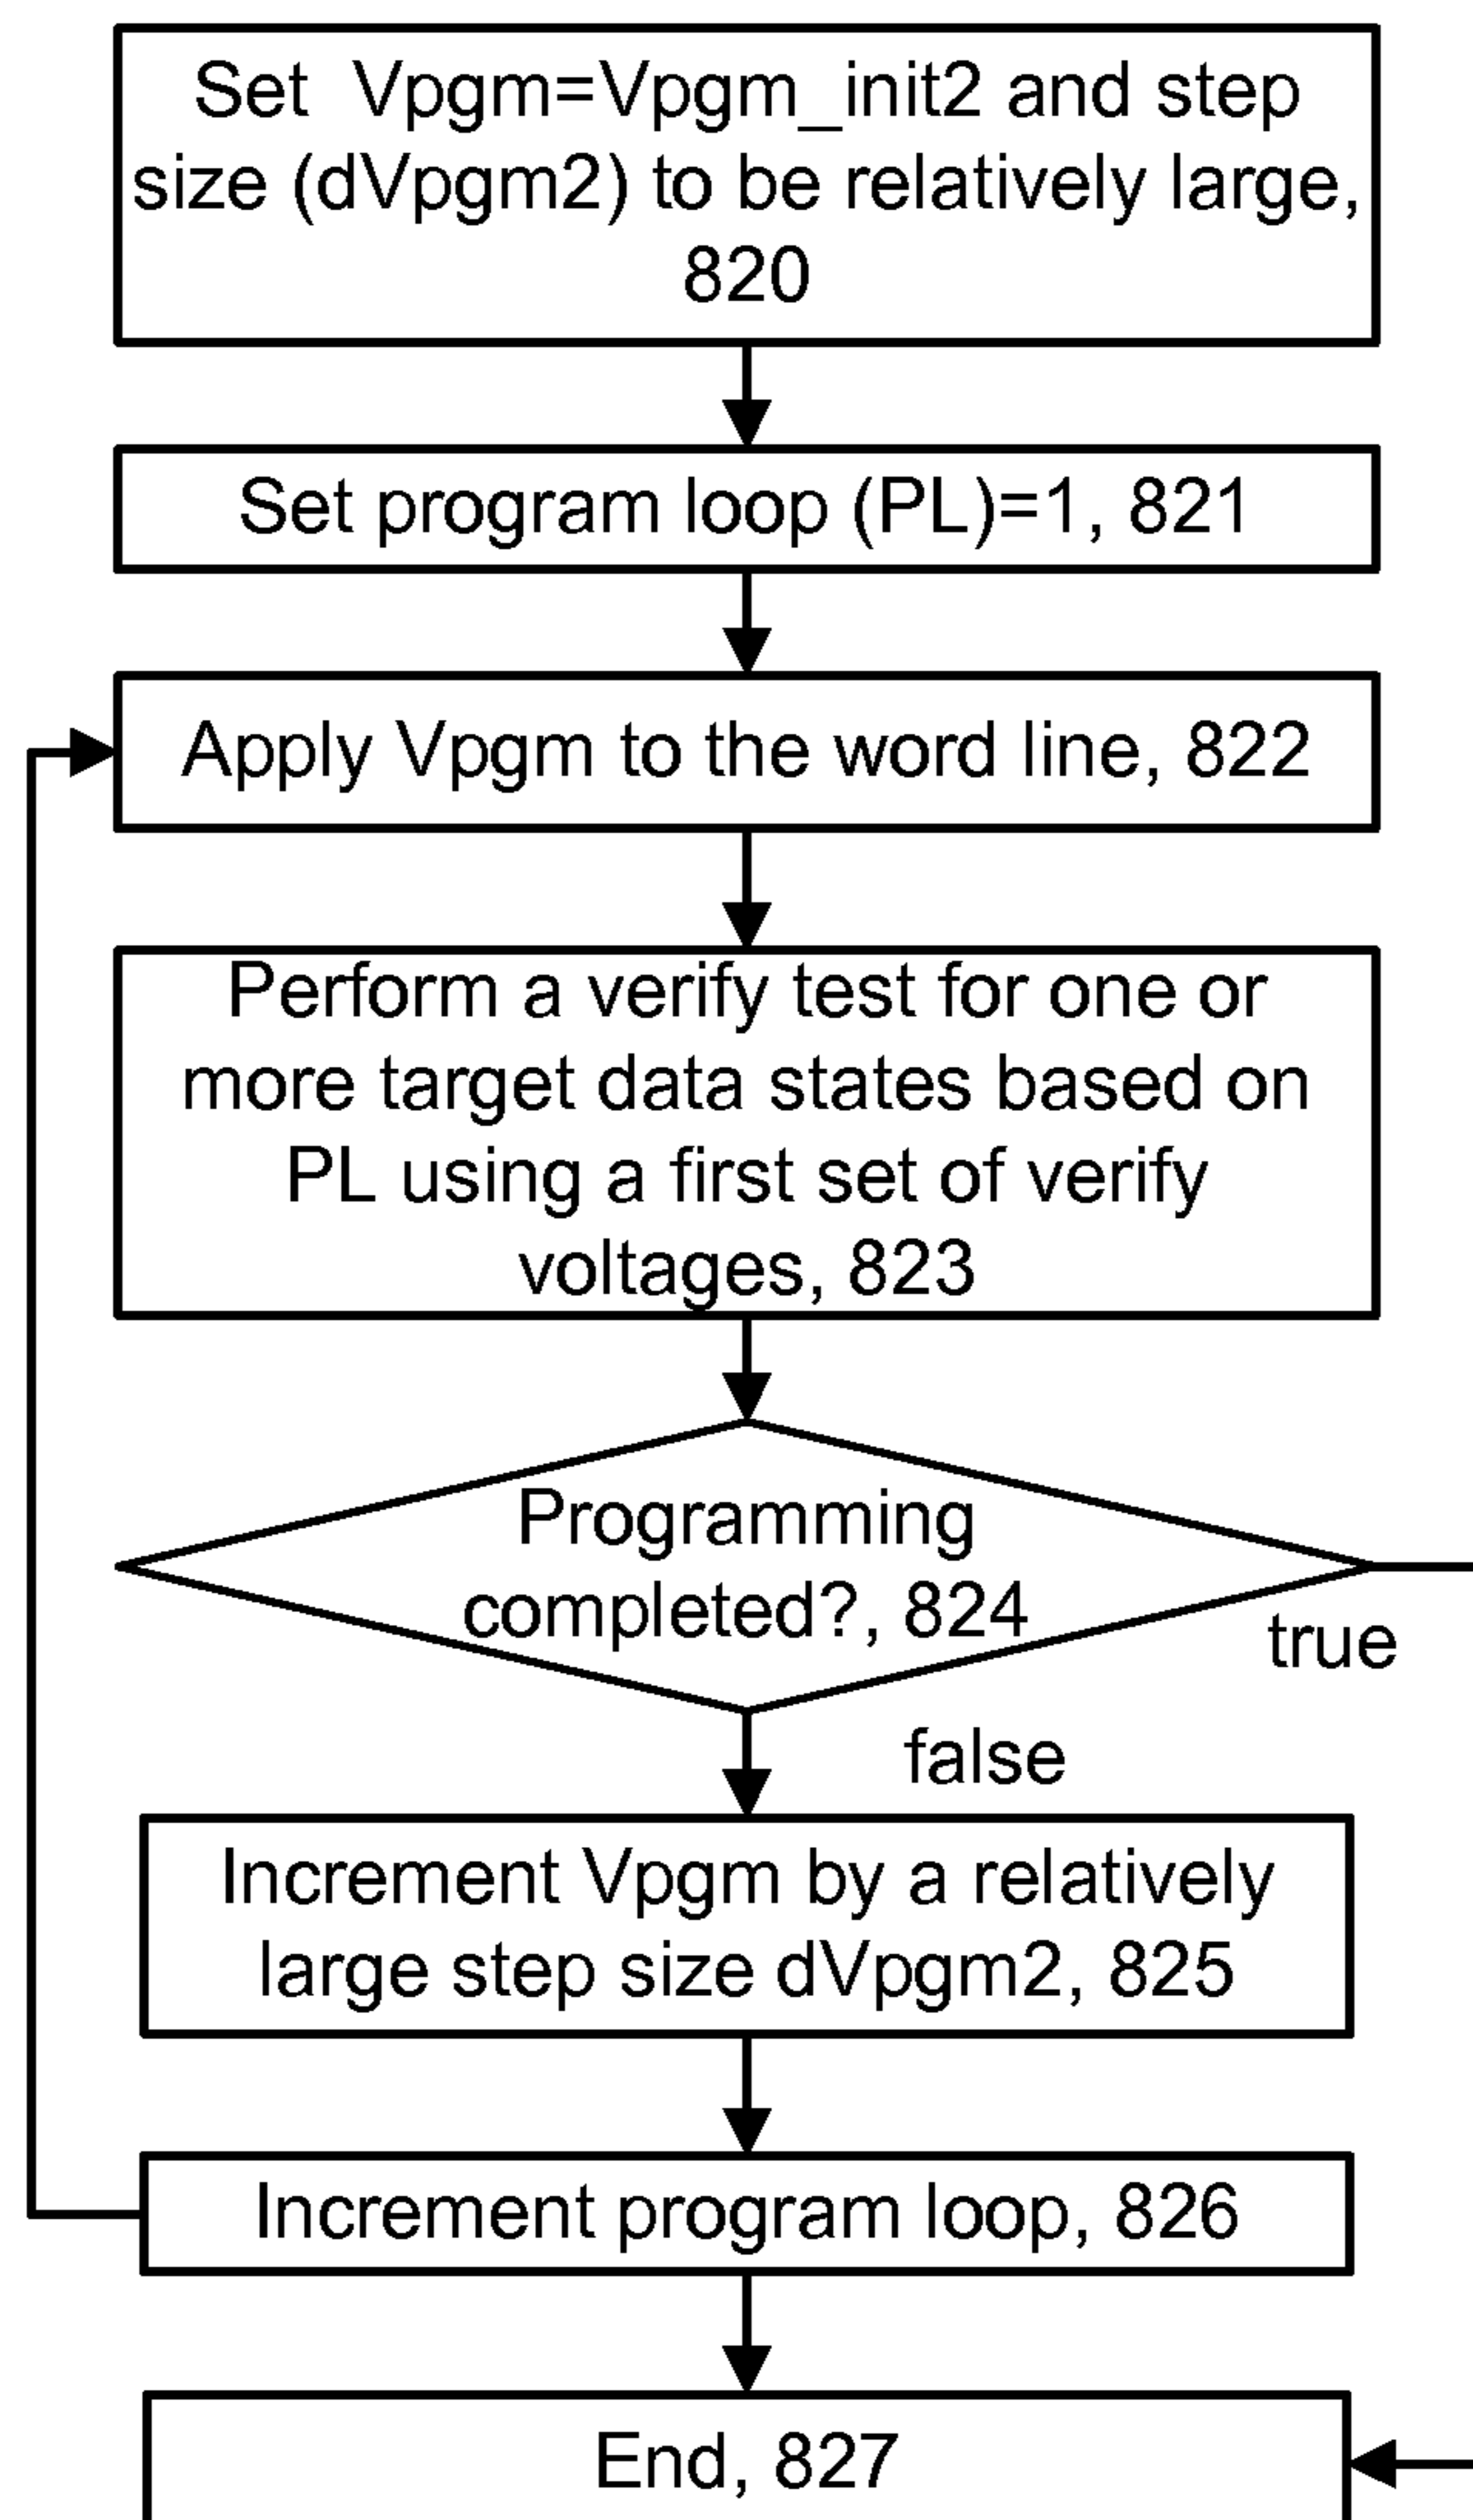 Set Vpgm=Vpgm_init2 and step
size (dVpgm2) to be relatively large,
820
Set program loop (PL)=1, 821
Apply Vpgm to the word line, 822
Perform a verify test for one or
more target data states based on
PL using a first set of verify
voltages, 823
Programming
completed?, 824
true
false
Increment Vpgm by a relatively
large step size dVpgm2, 825
Increment program loop, 826
End, 827